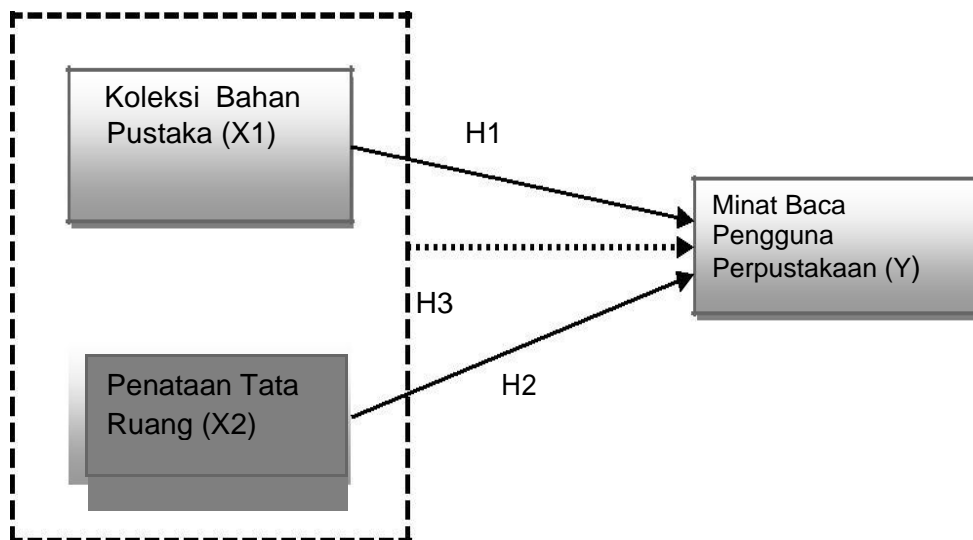 Koleksi Bahan
Pustaka (X1)
H1
Minat Baca
Pengguna
Perpustakaan (Y)
H3
Penataan Tata
Ruang (X2)
H2